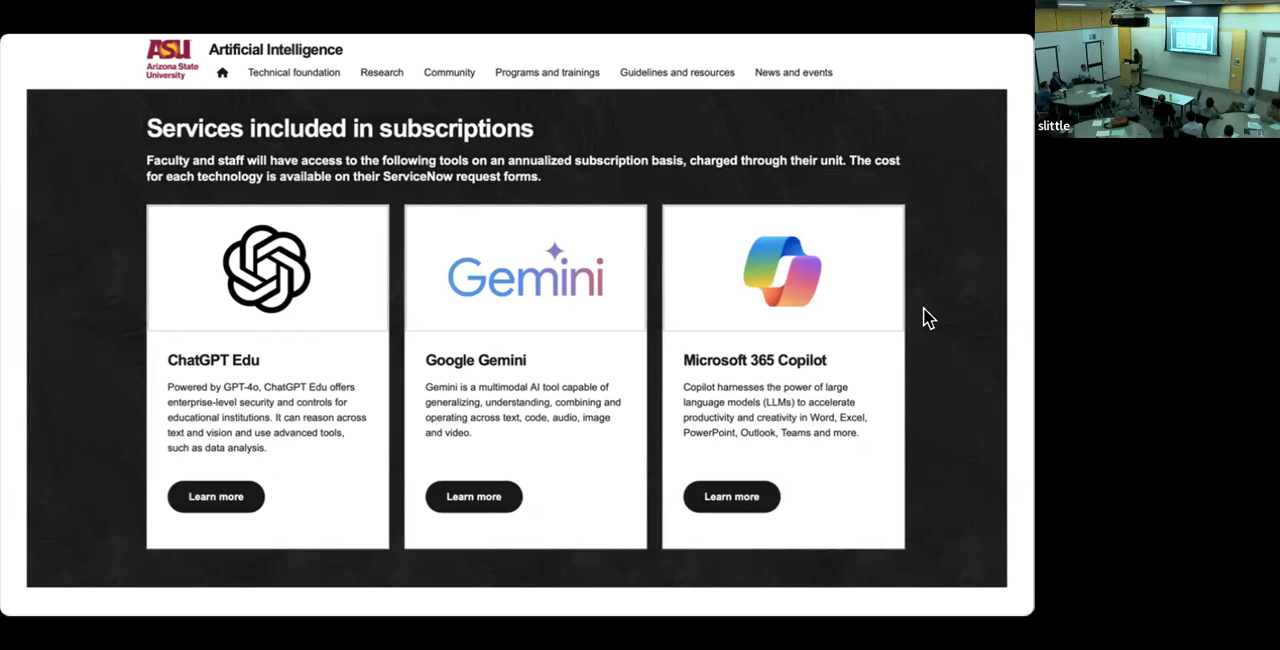 ASU
Arizona State
University
Artificial Intelligence
Technical foundation
Research
Community
Programs and trainings
Guidelines and resources
News and events
Services included in subscriptions
Faculty and staff will have access to the following tools on an annualized subscription basis, charged through their unit. The cost
for each technology is available on their ServiceNow request forms.
ChatGPT Edu
Powered by GPT-4o, ChatGPT Edu offers
enterprise-level security and controls for
educational institutions. It can reason across
text and vision and use advanced tools,
such as data analysis.
Learn more
Gemini
Google Gemini
Gemini is a multimodal AI tool capable of
generalizing, understanding, combining and
operating across text, code, audio, image
and video.
Learn more
Microsoft 365 Copilot
Copilot harnesses the power of large
language models (LLMs) to accelerate
productivity and creativity in Word, Excel,
PowerPoint, Outlook, Teams and more.
Learn more
slittle